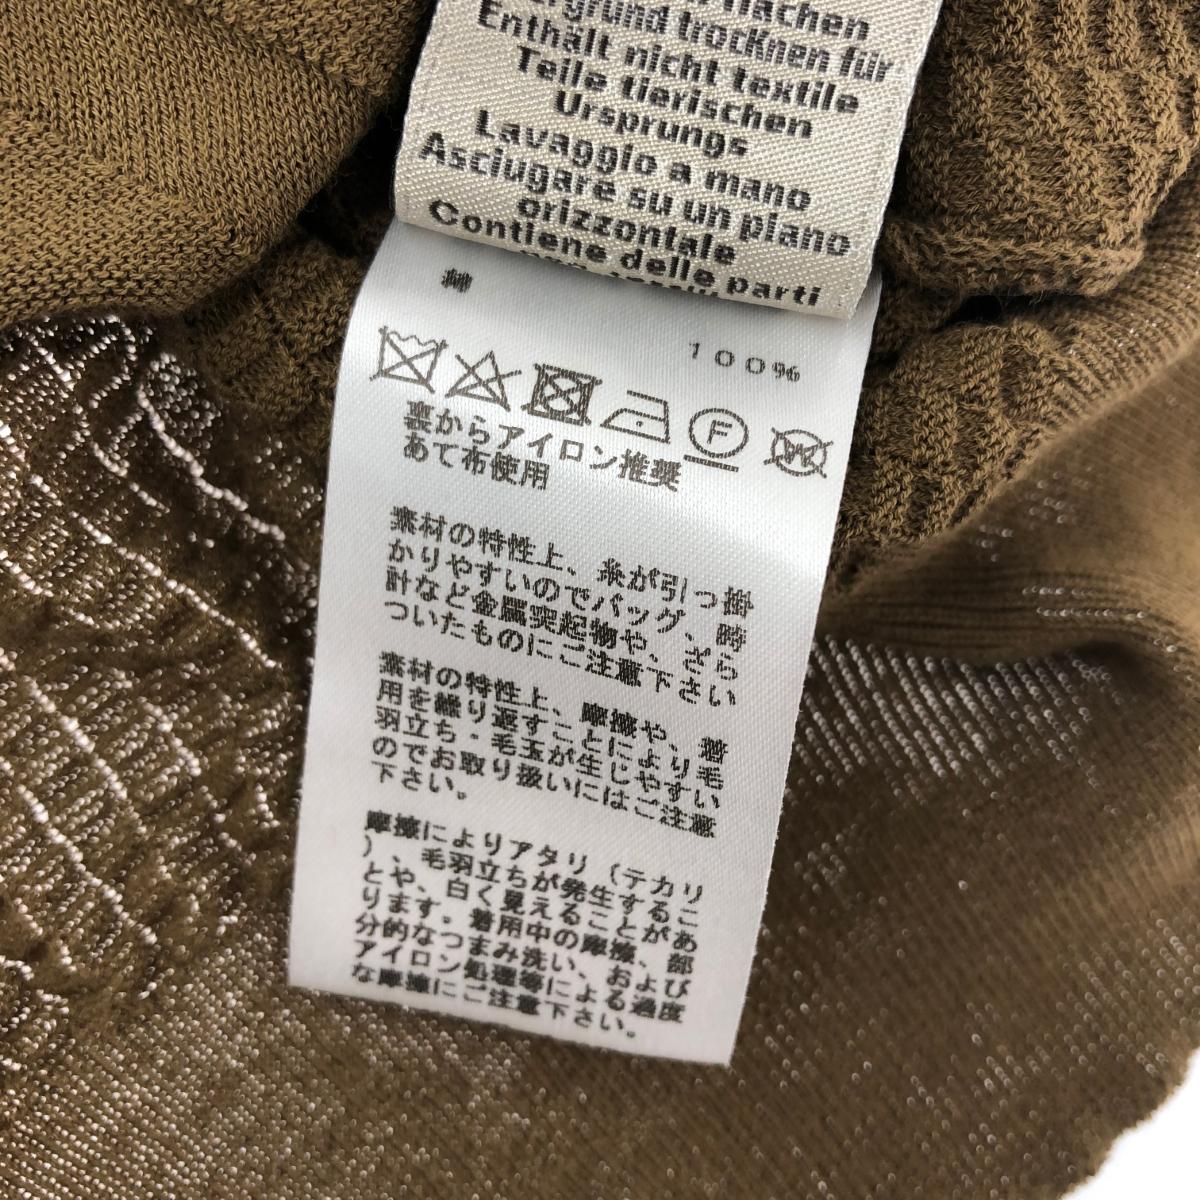 flachen
ergrund trocknen für
Enthält nicht textile
Teile tierischen
Ursprungs
Lavaggio a mano
Asciugare su un piano
orizzontale
Contiene delle parti
綿
100%
F
W
裏からアイロン推奨
あて布使用
素材の特性上、糸が引っ掛
かりやすいのでバッグ、時
計など金属突起物や、ざら
ついたものにご注意下さい
素材の特性上、摩擦や、着
用を繰り返すことにより毛
羽立ち・毛玉が生じやすい
のでお取り扱いにはご注意
下さい。
摩擦によりアタリ（テカリ
）、毛羽立ちが発生するこ
とや、白く見えることがあ
ります。着用中の摩擦、部
分的なつまみ洗い、および
アイロン処理等による過度
な摩擦にご注意下さい。